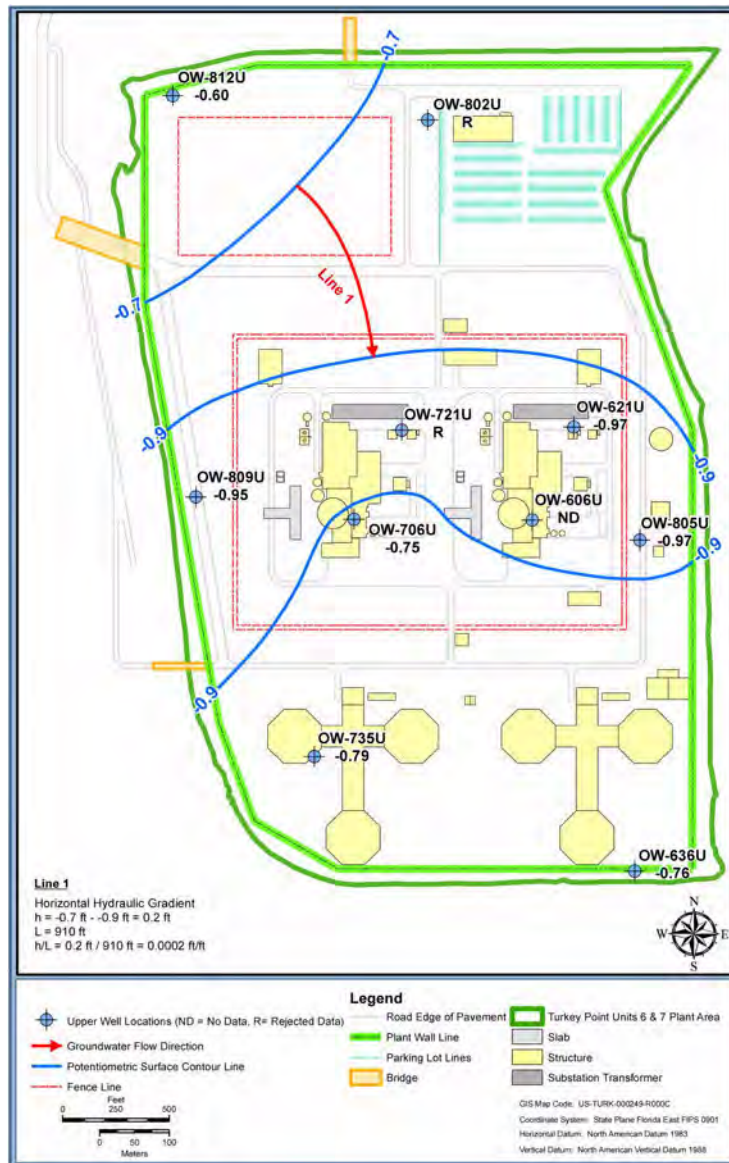 -0.7
OW-812U
-0.60
OW-802U
R
Line 1
-0.7
OW-721U
R
OW-621U
-0.97
-0.9
-0.9
OW-809U
-0.95
OW-706U
-0.75
OW-606U
ND
OW-805U
-0.97
-0.9
-0.9
OW-735U
-0.79
OW-636U
-0.76
Line 1
Horizontal Hydraulic Gradient
h = -0.7 ft - -0.9 ft = 0.2 ft
L = 910 ft
h/L = 0.2 ft / 910 ft = 0.0002 ft/ft
N
W E
S
Legend
Upper Well Locations (ND = No Data, R= Rejected Data)
Groundwater Flow Direction
Potentiometric Surface Contour Line
Fence Line
Feet
0 250 500
0 50 100
Meters
Road Edge of Pavement
Plant Wall Line
Parking Lot Lines
Bridge
Turkey Point Units 6 & 7 Plant Area
Slab
Structure
Substation Transformer
GIS Map Code: US-TURK-000249-R000C
Coordinate System: State Plane Florida East FIPS 0901
Horizontal Datum: North American Datum 1983
Vertical Datum: North American Vertical Datum 1988